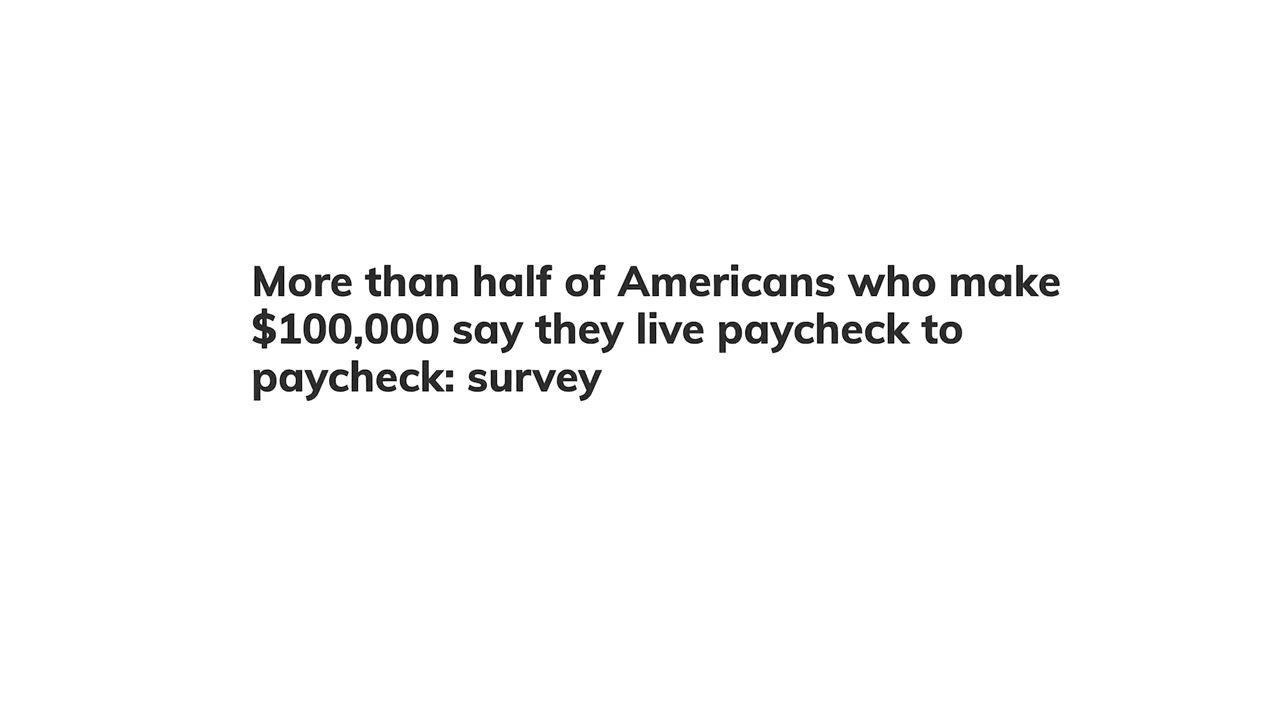 More than half of Americans who make
$100,000 say they live paycheck to
paycheck: survey